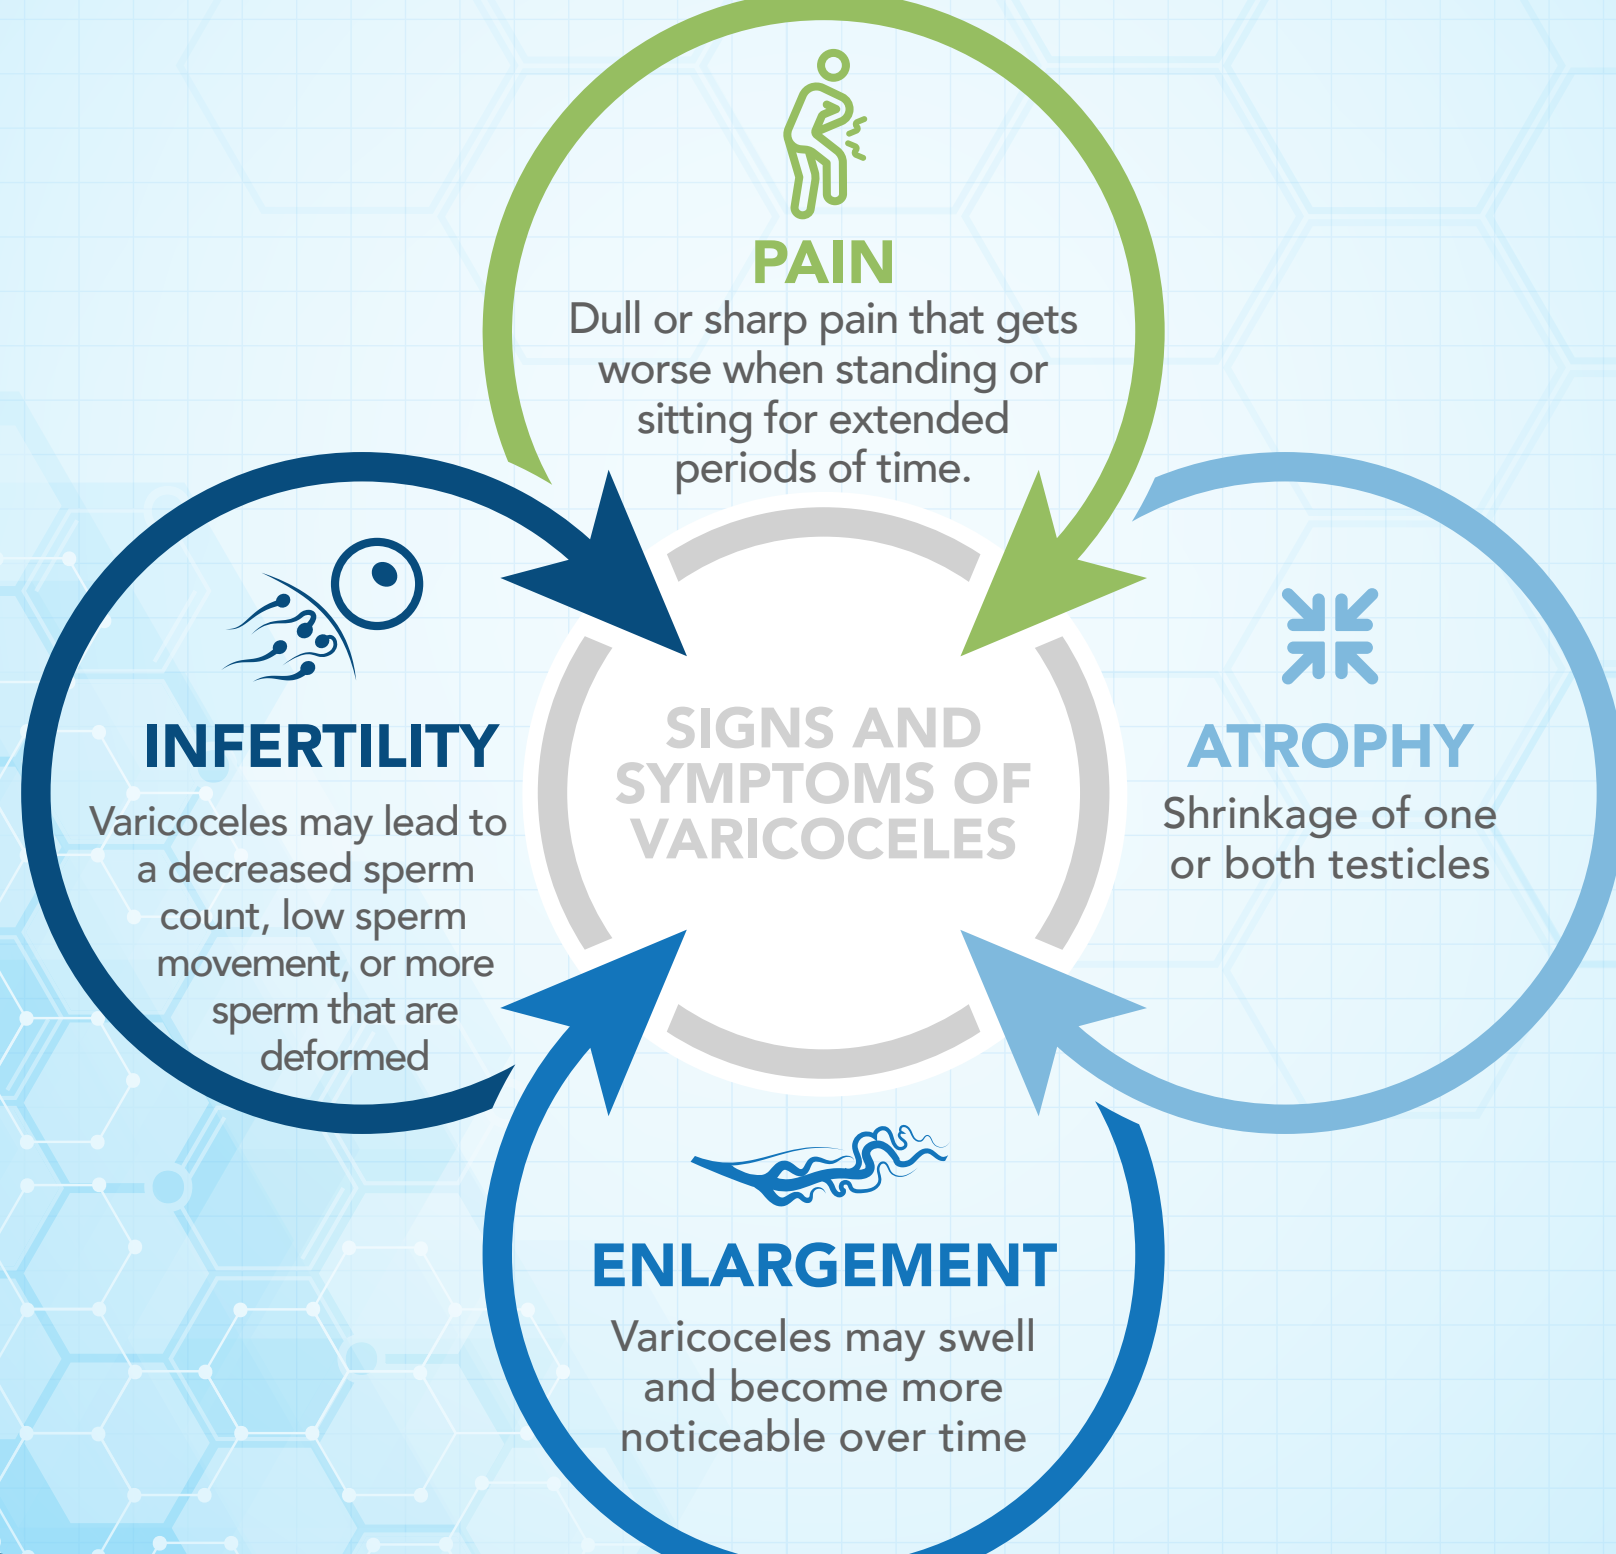 PAIN
Dull or sharp pain that gets
worse when standing or
sitting for extended
periods of time.
INFERTILITY
Varicoceles may lead to
a decreased sperm
count, low sperm
movement, or more
sperm that are
deformed
SIGNS AND
SYMPTOMS OF
VARICOCELES
ATROPHY
Shrinkage of one
or both testicles
ENLARGEMENT
Varicoceles may swell
and become more
noticeable over time